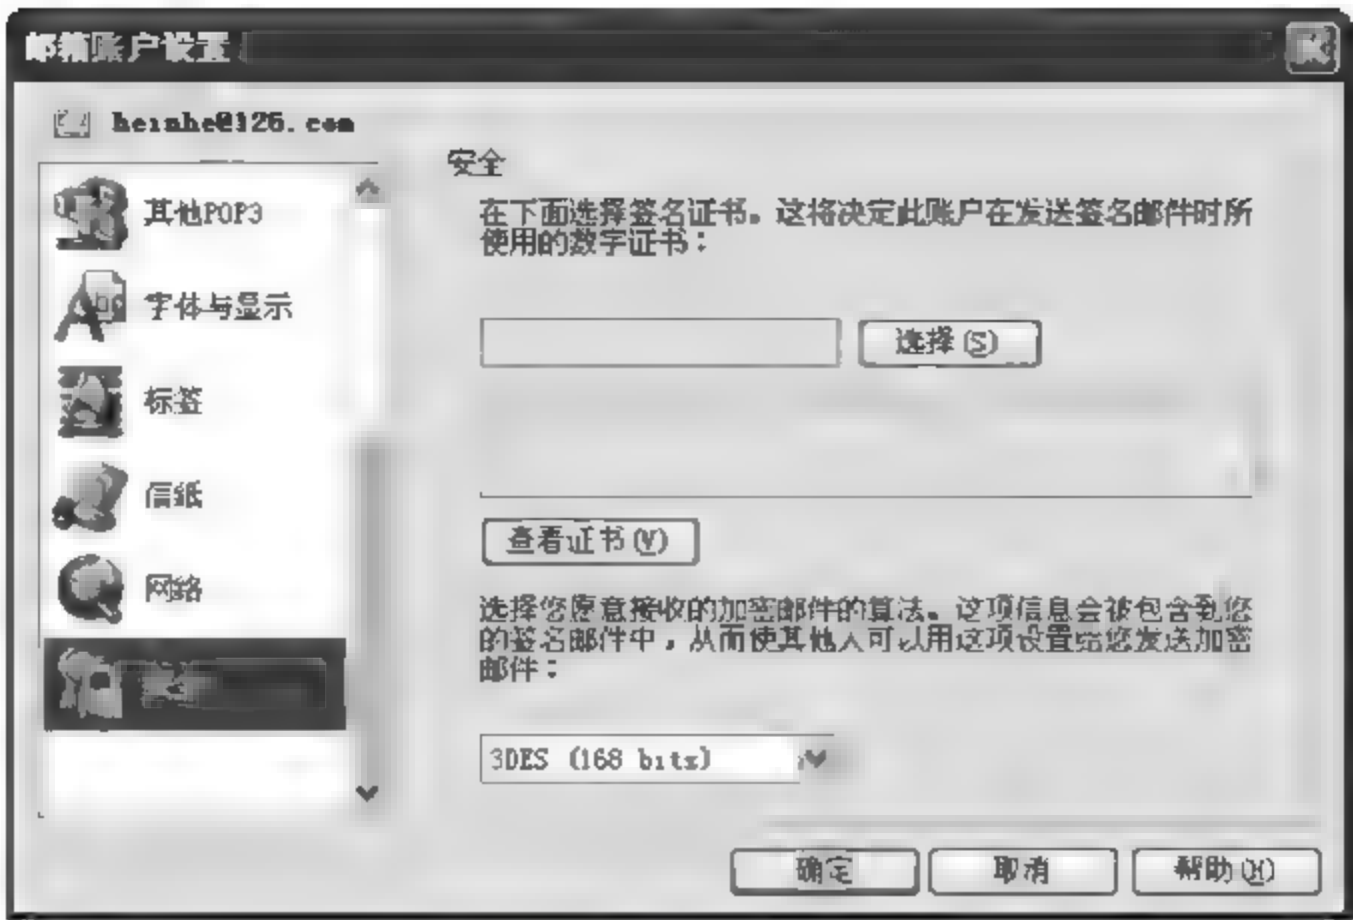 邮箱账户设置
heinhe@126.com
其他POP3
字体与显示
标签
信纸
网络
安全
在下面选择签名证书。这将决定此账户在发送签名邮件时所
使用的数字证书：
选择(S)
查看证书(V)
选择您愿意接收的加密邮件的算法。这项信息会被包含到您
的签名邮件中，从而使其他人可以用这项设置给您发送加密
邮件：
3DES (168 bits)
确定
取消
帮助(H)